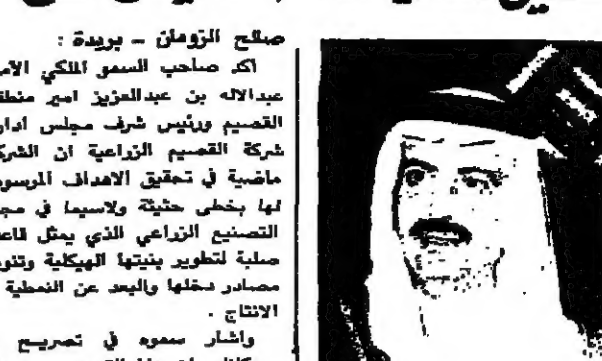 صالح الزومان - بريدة :
اكد صاحب السمو الملكي الأم
عبدالاله بن عبدالعزيز امير منطق
القصيم ورئيس شرف مجلس ادار
شركة القصيم الزراعية ان الشرك
ماضية في تحقيق الاهداف المرسو
لها بخطى حثيثة ولاسيما في مج
التصنيع الزراعي الذي يمثل قاعد
صلبة لتطوير بنيتها الهيكلية وتنو
مصادر دخلها والبعد عن النمطية
الانتاج .
واشار سموه في تصريح